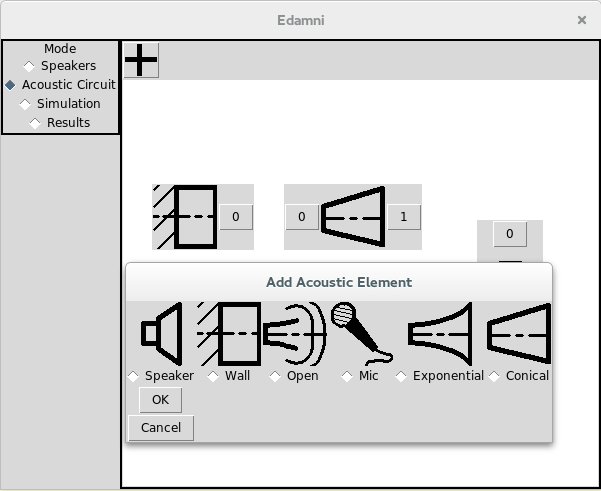 Edamni
Mode
Speakers
Acoustic Circuit
Simulation
Results
0
0
1
0
Add Acoustic Element
Speaker Wall Open Mic Exponential Conical
OK
Cancel